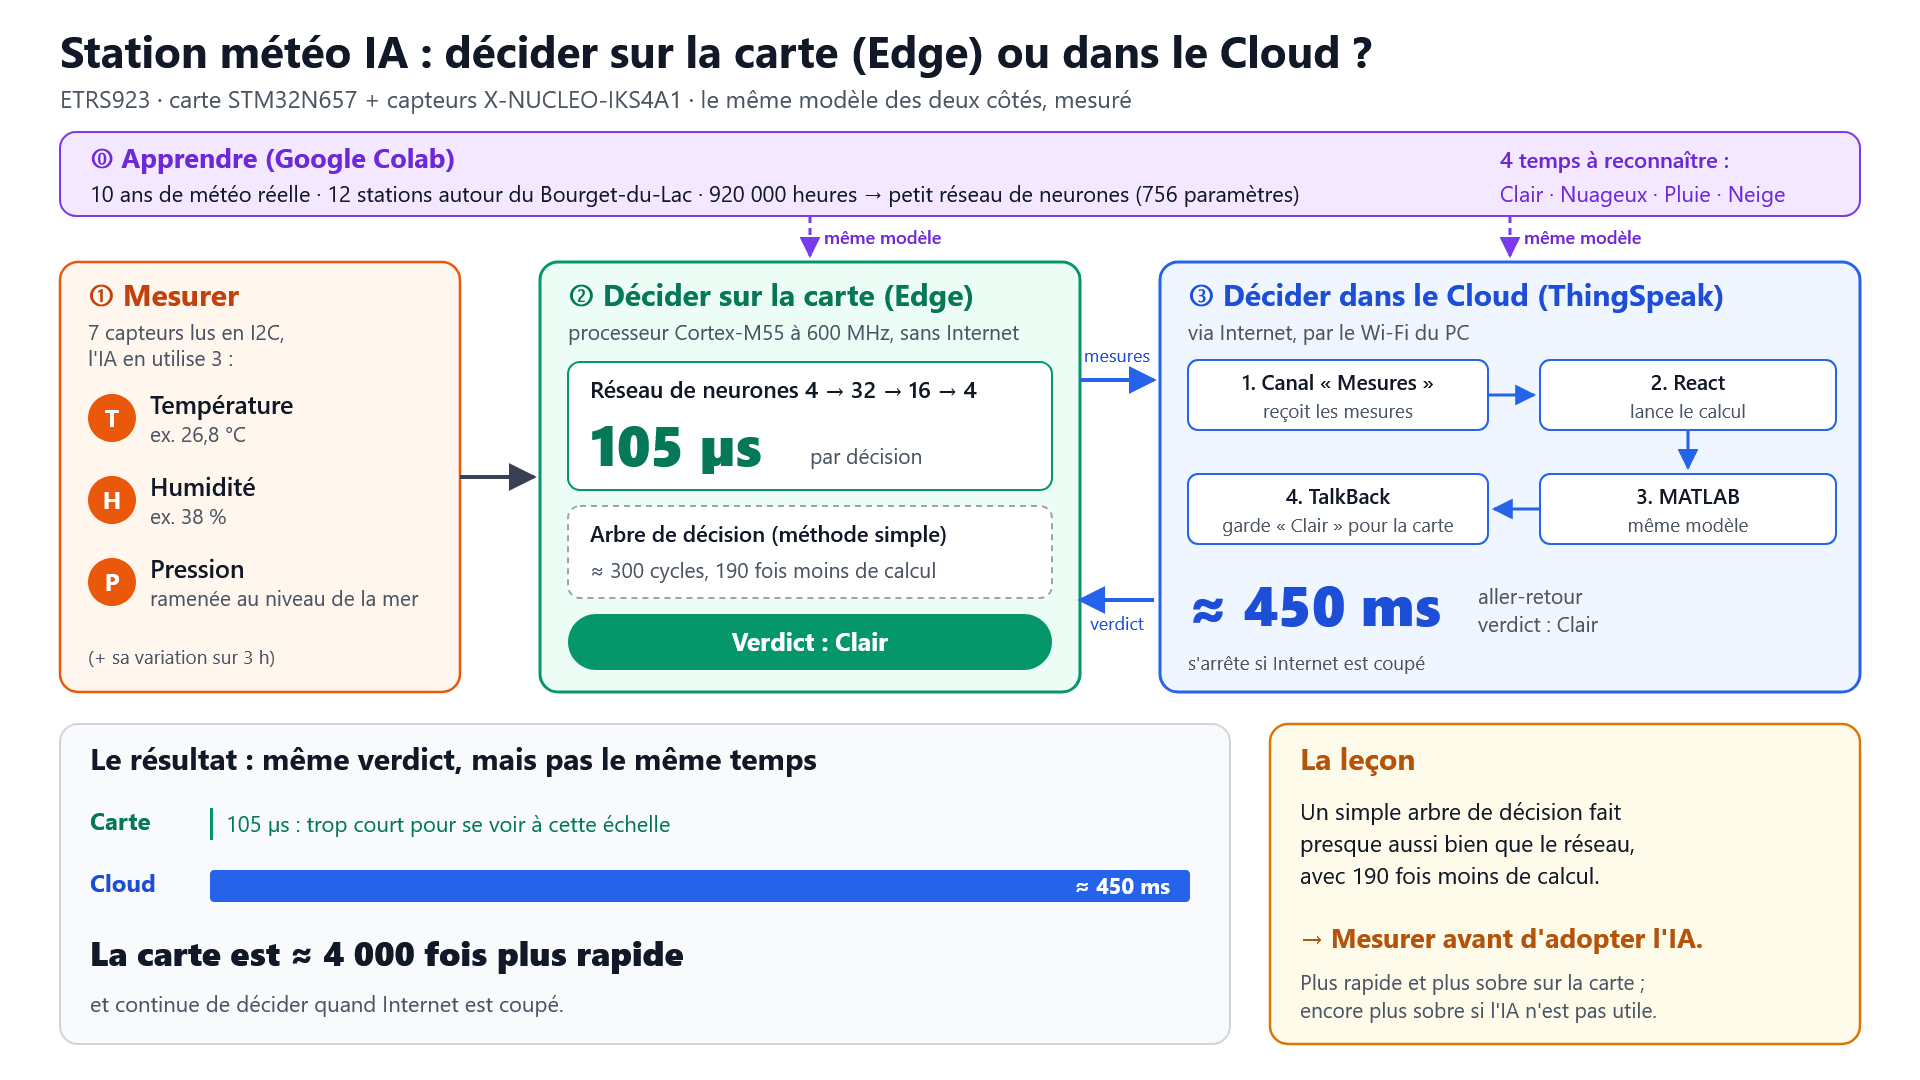 Station météo IA : décider sur la carte (Edge) ou dans le Cloud ?
ETRS923 · carte STM32N657 + capteurs X-NUCLEO-IKS4A1 · le même modèle des deux côtés, mesuré
⓪ Apprendre (Google Colab)
10 ans de météo réelle · 12 stations autour du Bourget-du-Lac · 920 000 heures → petit réseau de neurones (756 paramètres)
4 temps à reconnaître :
Clair · Nuageux · Pluie · Neige
même modèle
même modèle
① Mesurer
7 capteurs lus en I2C,
l'IA en utilise 3 :
T
Température
ex. 26,8 °C
H
Humidité
ex. 38 %
P
Pression
ramenée au niveau de la mer
(+ sa variation sur 3 h)
② Décider sur la carte (Edge)
processeur Cortex-M55 à 600 MHz, sans Internet
Réseau de neurones 4 → 32 → 16 → 4
105 µs par décision
Arbre de décision (méthode simple)
≈ 300 cycles, 190 fois moins de calcul
Verdict : Clair
mesures
verdict
③ Décider dans le Cloud (ThingSpeak)
via Internet, par le Wi-Fi du PC
1. Canal « Mesures »
reçoit les mesures
2. React
lance le calcul
3. MATLAB
même modèle
4. TalkBack
garde « Clair » pour la carte
≈ 450 ms
aller-retour
verdict : Clair
s'arrête si Internet est coupé
Le résultat : même verdict, mais pas le même temps
Carte
105 µs : trop court pour se voir à cette échelle
Cloud
≈ 450 ms
La carte est ≈ 4 000 fois plus rapide
et continue de décider quand Internet est coupé.
La leçon
Un simple arbre de décision fait
presque aussi bien que le réseau,
avec 190 fois moins de calcul.
→ Mesurer avant d'adopter l'IA.
Plus rapide et plus sobre sur la carte ;
encore plus sobre si l'IA n'est pas utile.